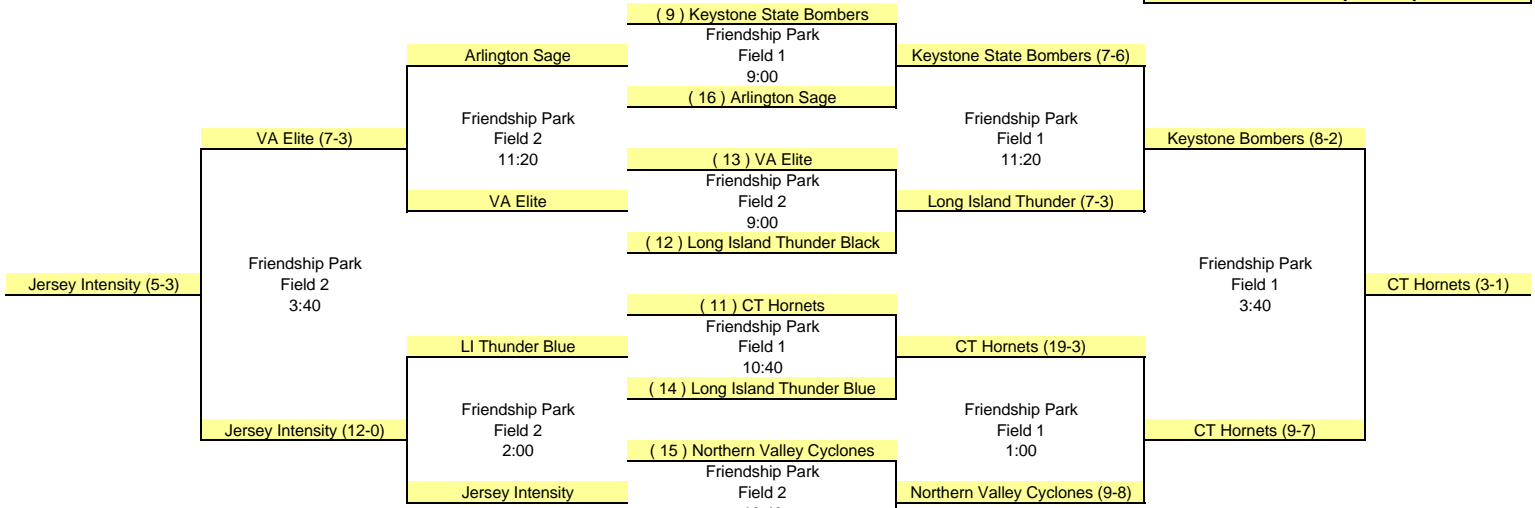 ( 9 ) Keystone State Bombers
Friendship Park
Arlington Sage
Field 1
Keystone State Bombers (7-6)
9:00
( 16 ) Arlington Sage
Friendship Park
Friendship Park
VA Elite (7-3)
Field 2
Field 1
Keystone Bombers (8-2)
11:20
( 13 ) VA Elite
11:20
Friendship Park
VA Elite
Field 2
Long Island Thunder (7-3)
9:00
( 12 ) Long Island Thunder Black
Friendship Park
Friendship Park
Jersey Intensity (5-3)
Field 2
Field 1
CT Hornets (3-1)
3:40
( 11 ) CT Hornets
3:40
Friendship Park
LI Thunder Blue
Field 1
CT Hornets (19-3)
10:40
( 14 ) Long Island Thunder Blue
Friendship Park
Friendship Park
Jersey Intensity (12-0)
Field 2
Field 1
CT Hornets (9-7)
2:00
( 15 ) Northern Valley Cyclones
1:00
Friendship Park
Jersey Intensity
Field 2
Northern Valley Cyclones (9-8)